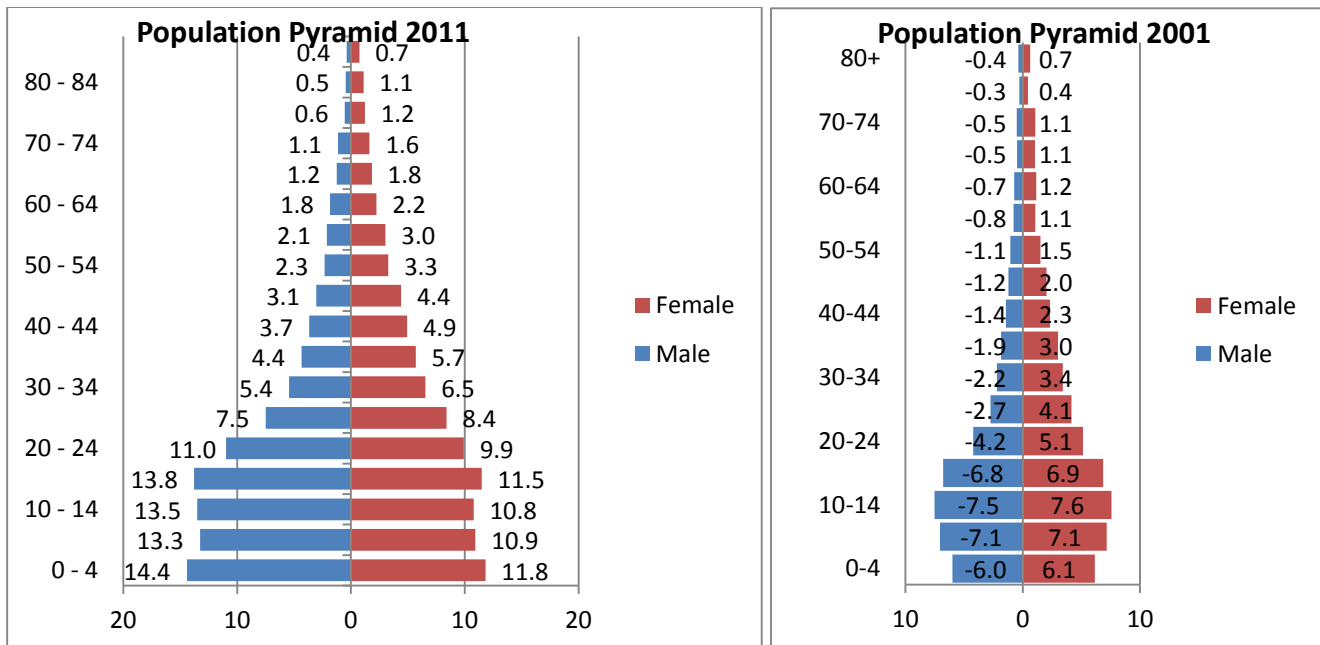 Population Pyramid 2011
0.4 0.7
80 - 84 0.5 1.1
0.6 1.2
70 - 74 1.1 1.6
1.2 1.8
60 - 64 1.8 2.2
2.1 3.0
50 - 54 2.3 3.3
3.1 4.4
40 - 44 3.7 4.9
4.4 5.7
30 - 34 5.4 6.5
7.5 8.4
20 - 24 11.0 9.9
13.8 11.5
10 - 14 13.5 10.8
13.3 10.9
0 - 4 14.4 11.8
20 10 0 10 20
Female
Male
Population Pyramid 2001
80+ -0.4 0.7
-0.3 0.4
70-74 -0.5 1.1
-0.5 1.1
60-64 -0.7 1.2
-0.8 1.1
50-54 -1.1 1.5
-1.2 2.0
40-44 -1.4 2.3
-1.9 3.0
30-34 -2.2 3.4
-2.7 4.1
20-24 -4.2 5.1
-6.8 6.9
10-14 -7.5 7.6
-7.1 7.1
0-4 -6.0 6.1
10 0 10
Female
Male